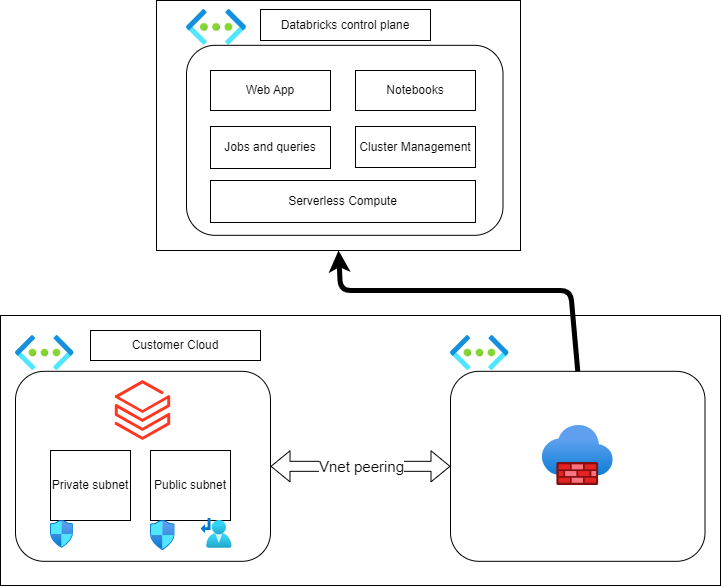 Databricks control plane
Web App
Notebooks
Jobs and queries
Cluster Management
Serverless Compute
Customer Cloud
Private subnet
Public subnet
Vnet peering